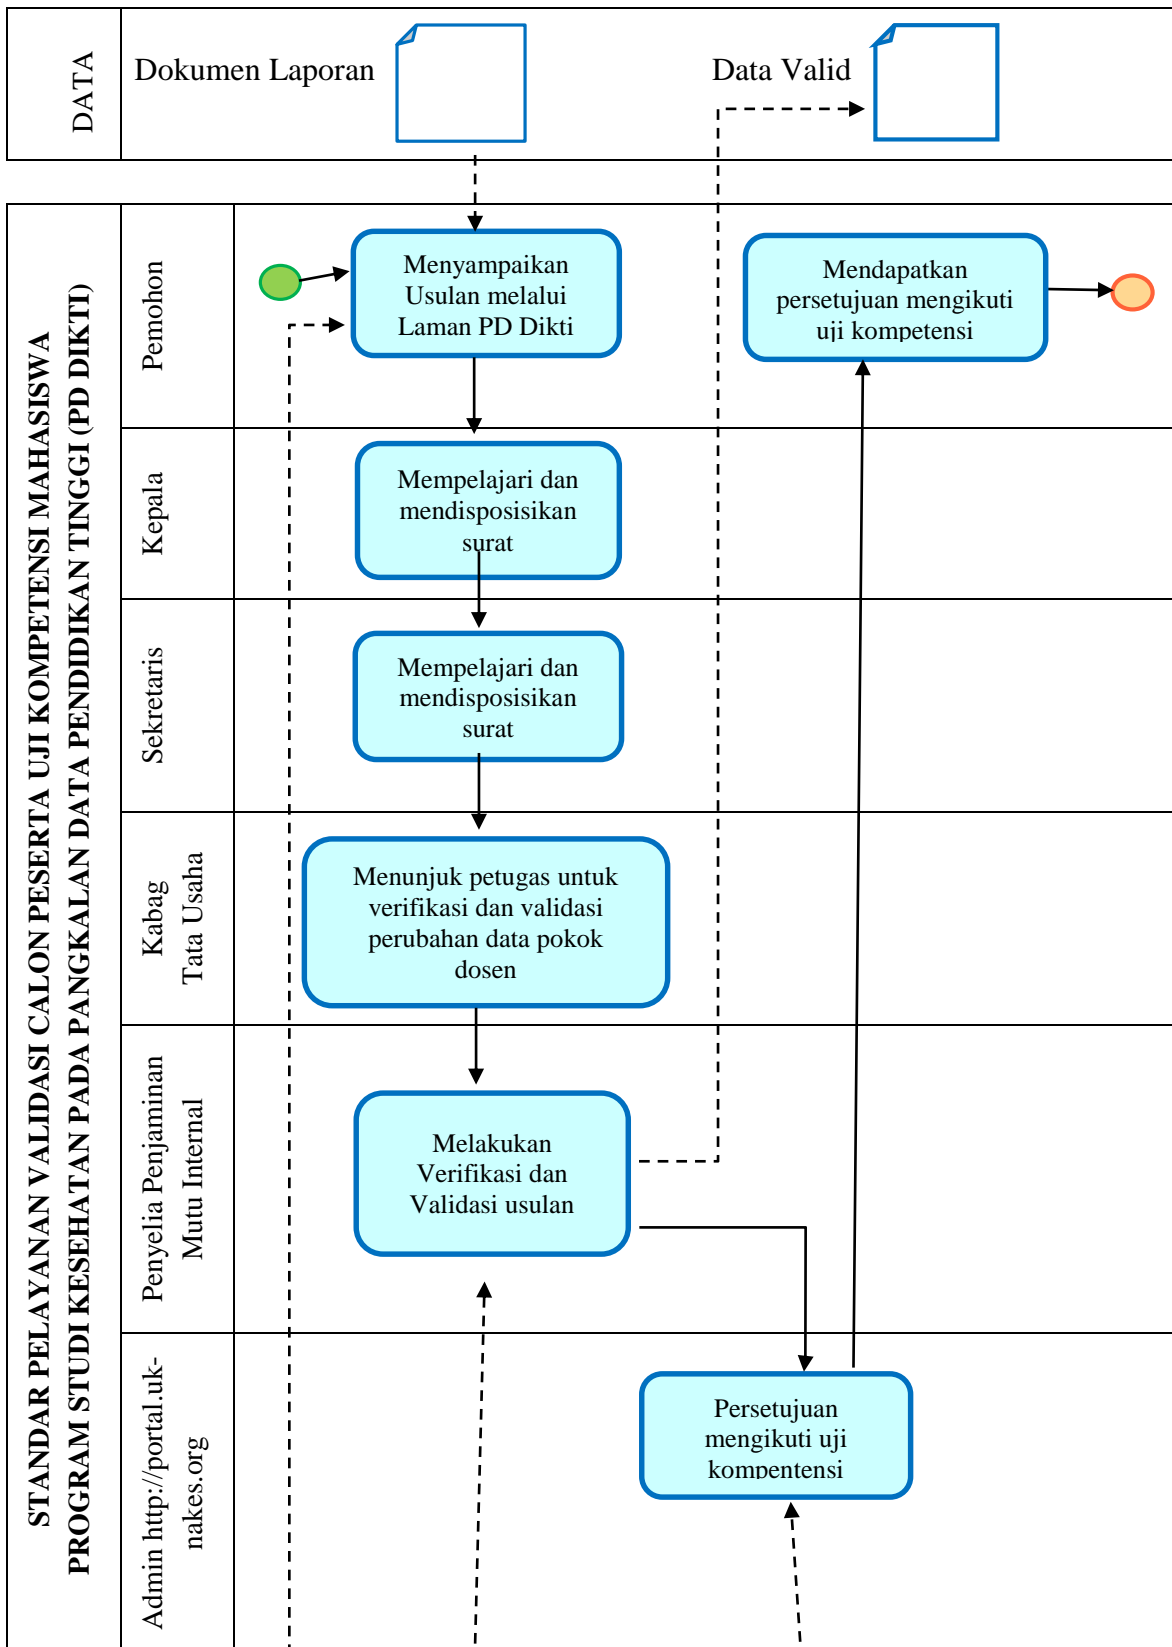 DATA
Dokumen Laporan
Data Valid
STANDAR PELAYANAN VALIDASI CALON PESERTA UJI KOMPETENSI MAHASISWA
PROGRAM STUDI KESEHATAN PADA PANGKALAN DATA PENDIDIKAN TINGGI (PD DIKTI)
Pemohon
Menyampaikan
Usulan melalui
Laman PD Dikti
Mendapatkan
persetujuan mengikuti
uji kompetensi
Kepala
Mempelajari dan
mendisposisikan
surat
Sekretaris
Mempelajari dan
mendisposisikan
surat
Kabag
Tata Usaha
Menunjuk petugas untuk
verifikasi dan validasi
perubahan data pokok
dosen
Penyelia Penjaminan
Mutu Internal
Melakukan
Verifikasi dan
Validasi usulan
Admin http://portal.uk-
nakes.org
Persetujuan
mengikuti uji
kompentensi